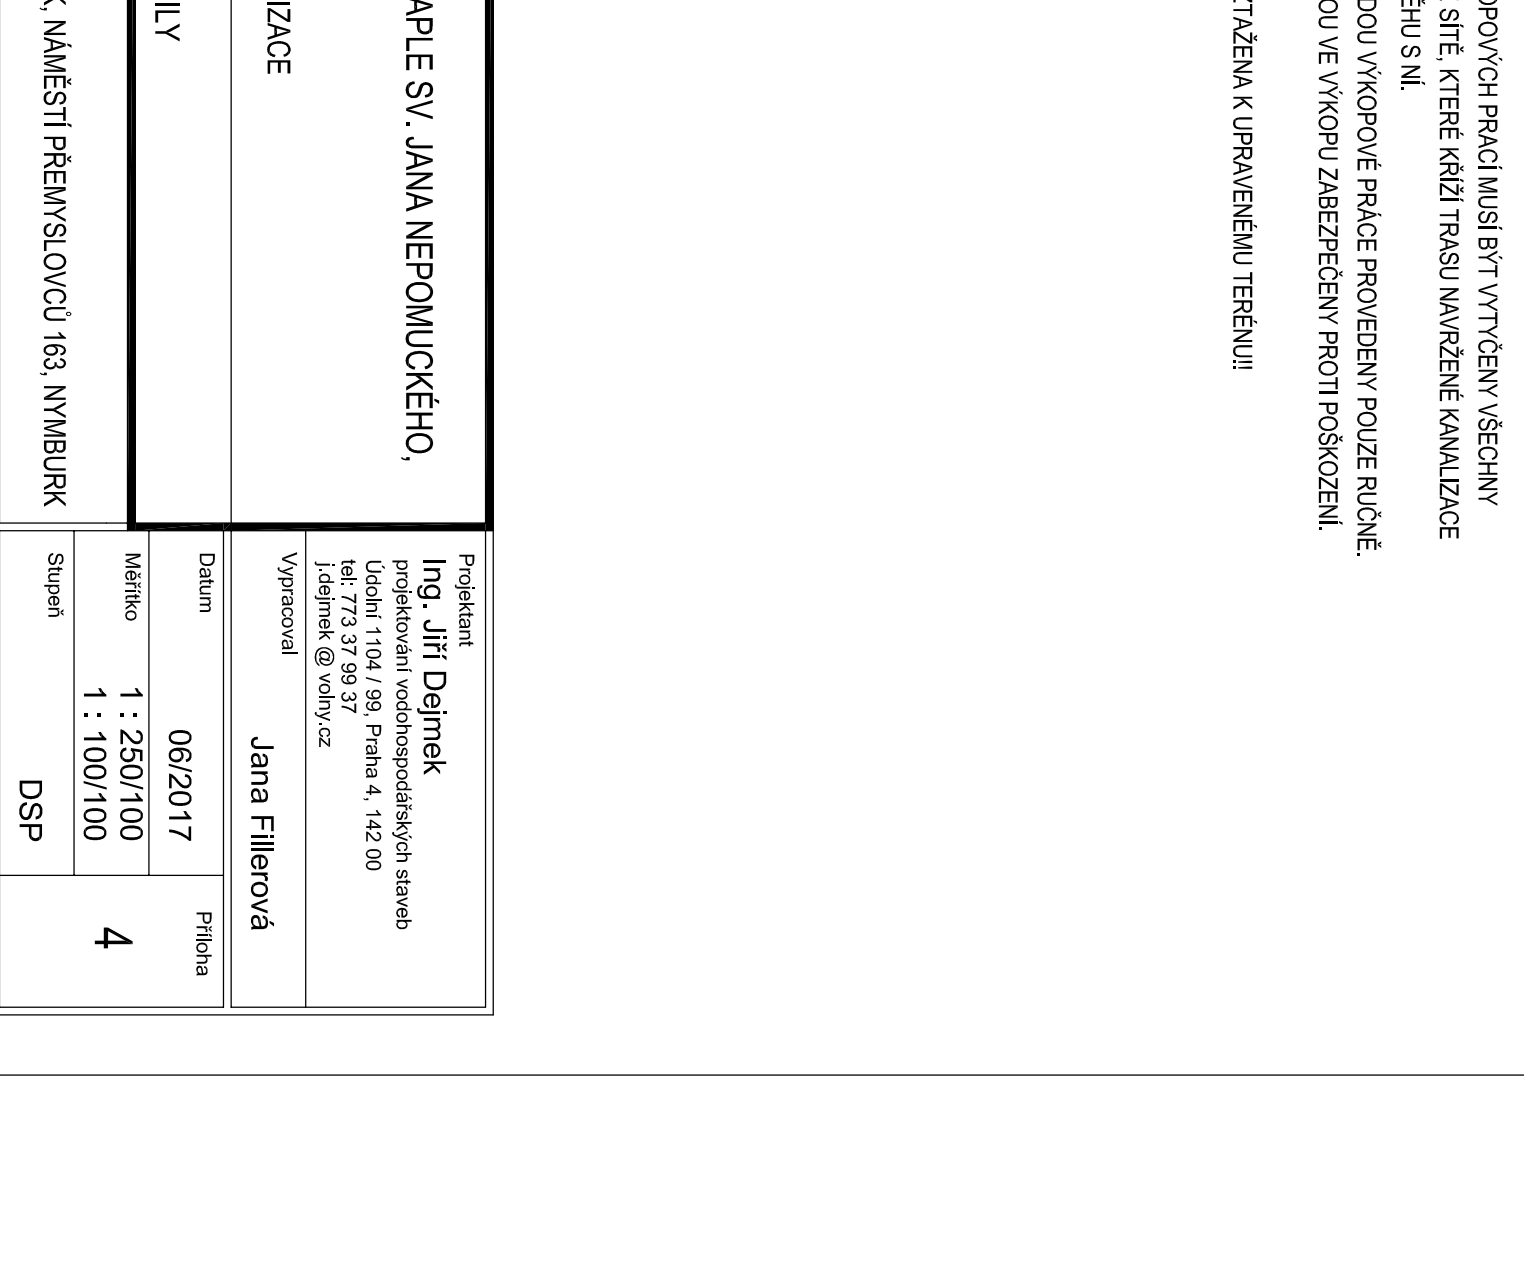 OPOVÝCH PRACÍ MUSÍ BÝT VYTYČENY VŠECHNY
SÍTĚ, KTERÉ KŘÍŽÍ TRASU NAVRŽENÉ KANALIZACE
ĚHU S NÍ.
DOU VÝKOPOVÉ PRÁCE PROVEDENY POUZE RUČNĚ.
OU VE VÝKOPU ZABEZPEČENY PROTI POŠKOZENÍ.
ZTAŽENA K UPRAVENÉMU TERÉNU!!
APLE SV. JANA NEPOMUCKÉHO,
IZACE
ILY
K, NÁMĚSTÍ PŘEMYSLOVCŮ 163, NYMBURK
Projektant
Ing. Jiří Dejmek
projektování vodohospodářských staveb
Údolní 1104 / 99, Praha 4, 142 00
tel: 773 37 99 37
j.dejmek @ volny.cz
Vypracoval
Jana Fillerová
Datum
06/2017
Měřítko
1 : 250/100
1 : 100/100
Stupeň
DSP
Příloha
4